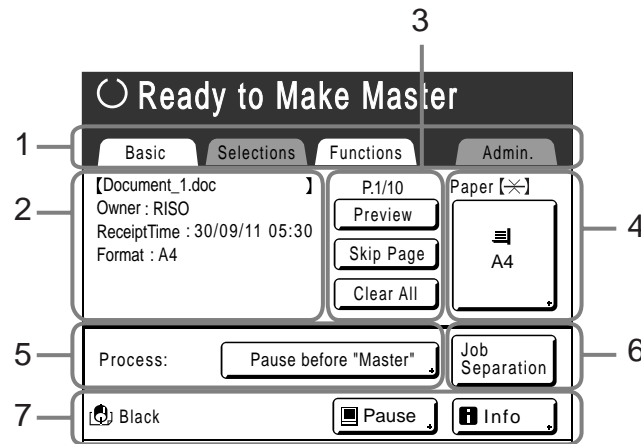 3
Ready to Make Master
1
Basic Selections Functions Admin.
2
【Document_1.doc 】
Owner : RISO
ReceiptTime : 30/09/11 05:30
Format : A4
P.1/10
Preview
Skip Page
Clear All
Paper【 】
A4
4
5
Process: Pause before "Master"
Job
Separation
6
7
Black Pause Info